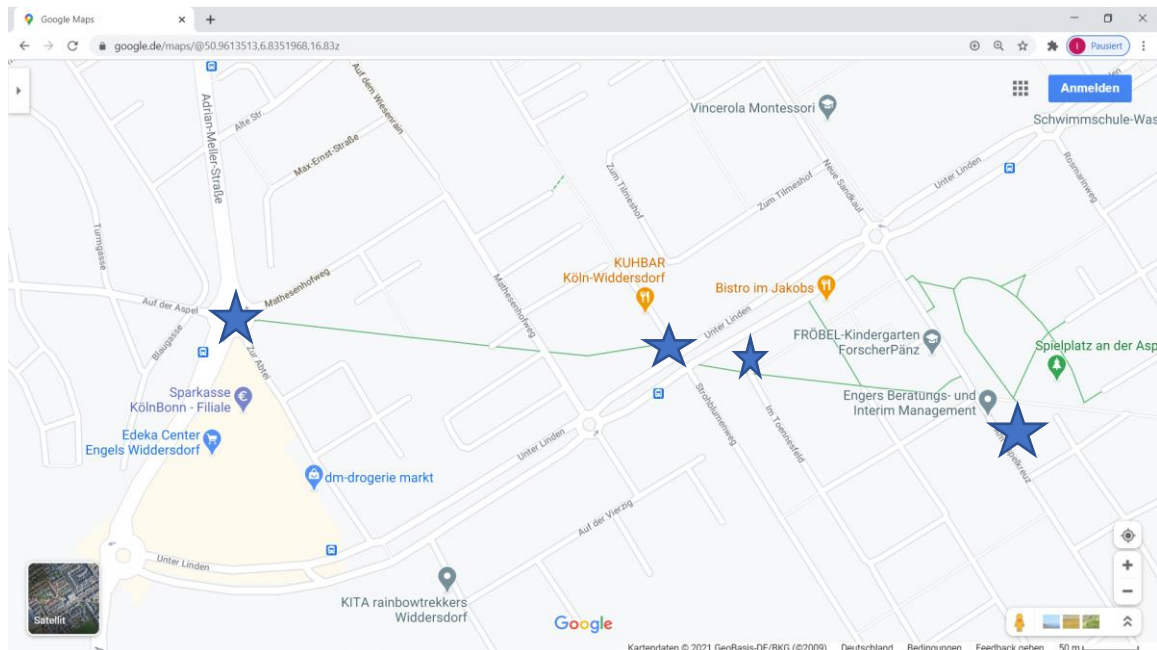 Google Maps
google.de/maps/@50.9613513,6.8351968,16.83z
Pausiert
Anmelden
Adrian-Meller-Straße
Alte Str
Auf dem Wiesenrain
Max-Ernst-Straße
Vincerola Montessori
Schwimmschule-Was
Unter Linden
Rosmarinweg
Neue Sandkaul
Zum Tilmeshof
Zum Tilmeshof
Turmgasse
Mathesenhofweg
Mathesenhofweg
KUHBAR
Köln-Widdersdorf
Bistro im Jakobs
Auf der Aspel
Blaugasse
Zur Abtei
Unter Linden
FRÖBEL-Kindergarten
ForscherPänz
Spielplatz an der Asp
Sparkasse
KölnBonn - Filiale
Engers Beratungs- und
Interim Management
Strohblumenweg
Im Toennesfeld
Edeka Center
Engels Widdersdorf
Unter Linden
dm-drogerie markt
Auf der Vierzig
Unter Linden
KITA rainbowtrekkers
Widdersdorf
Satellit
Google
Kartendaten © 2021 GeoBasis-DE/BKG (©2009) Deutschland Bedingungen Feedback geben 50 m